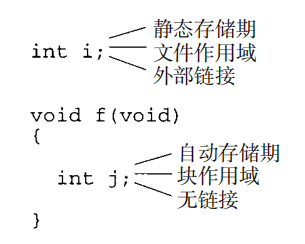 静态存储期
int i; 文件作用域
外部链接
void f(void)
{
自动存储期
int j; 块作用域
无链接
}